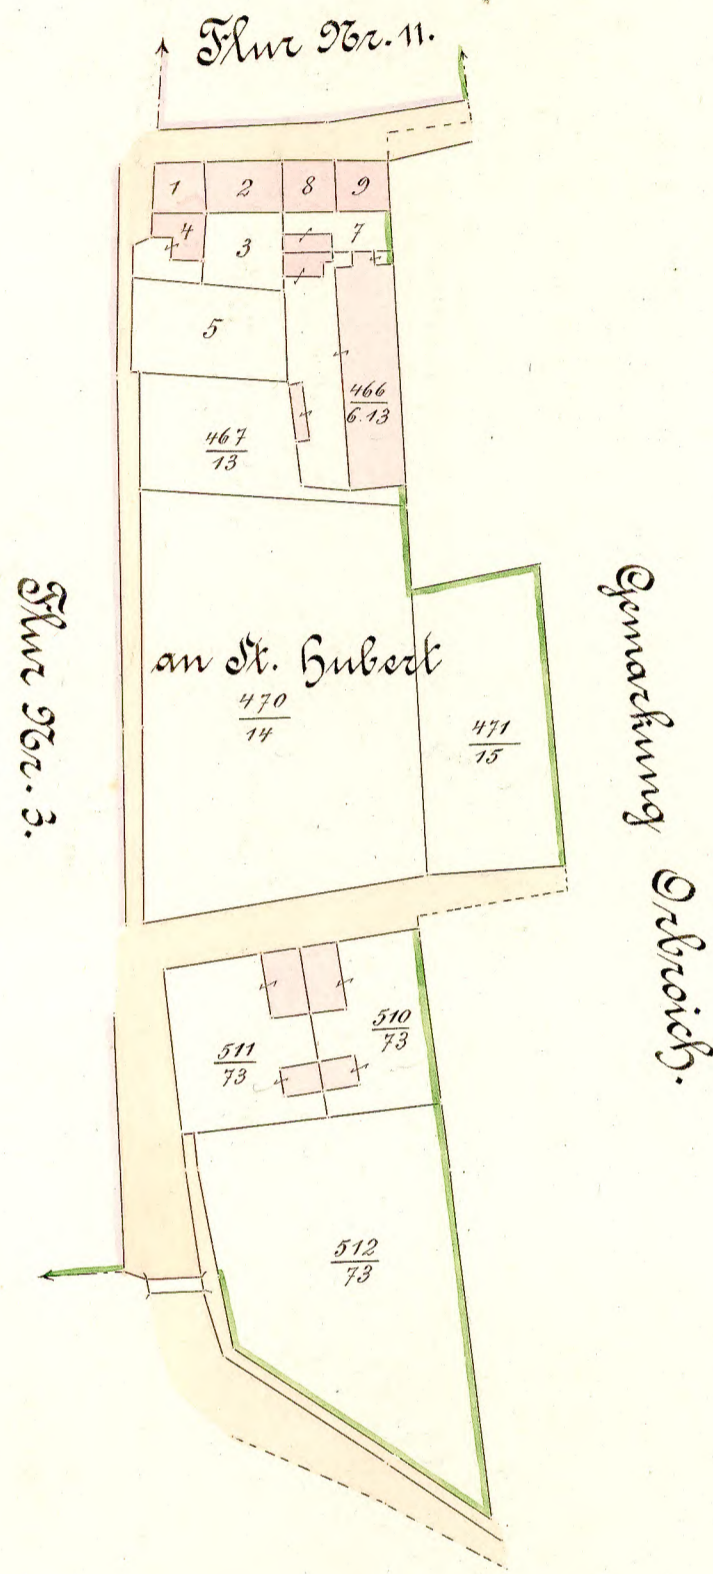 Flur Nr. 11.
1 2 8 9
4 3 7
5
466
6.13
467
13
an St. Hubert
470
14
471
15
Flur Nr. 3.
Gemarkung Orbroich.
510
73
511
73
512
73